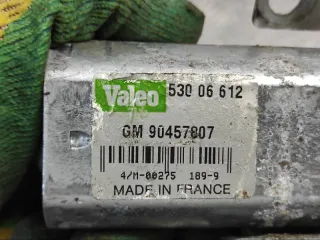 Valeo 530 06 612
GM 90457807
4/M-00275 189-9
MADE IN FRANCE